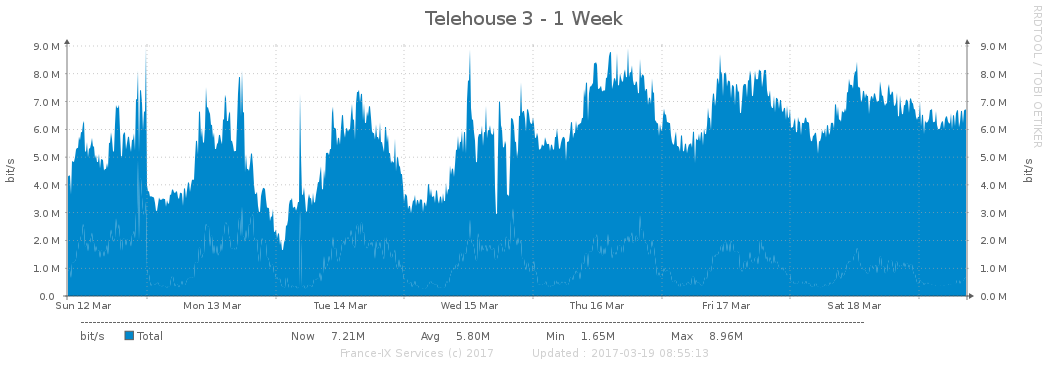 Telehouse 3 - 1 Week
RRDTOOL / TOBI OETIKER
bit/s
9.0 M 9.0 M
8.0 M 8.0 M
7.0 M 7.0 M
6.0 M 6.0 M
5.0 M 5.0 M
4.0 M 4.0 M
3.0 M 3.0 M
2.0 M 2.0 M
1.0 M 1.0 M
0.0 0.0 M
bit/s
Sun 12 Mar Mon 13 Mar Tue 14 Mar Wed 15 Mar Thu 16 Mar Fri 17 Mar Sat 18 Mar
bit/s Total Now 7.21M Avg 5.80M Min 1.65M Max 8.96M
France-IX Services (c) 2017 Updated : 2017-03-19 08:55:13